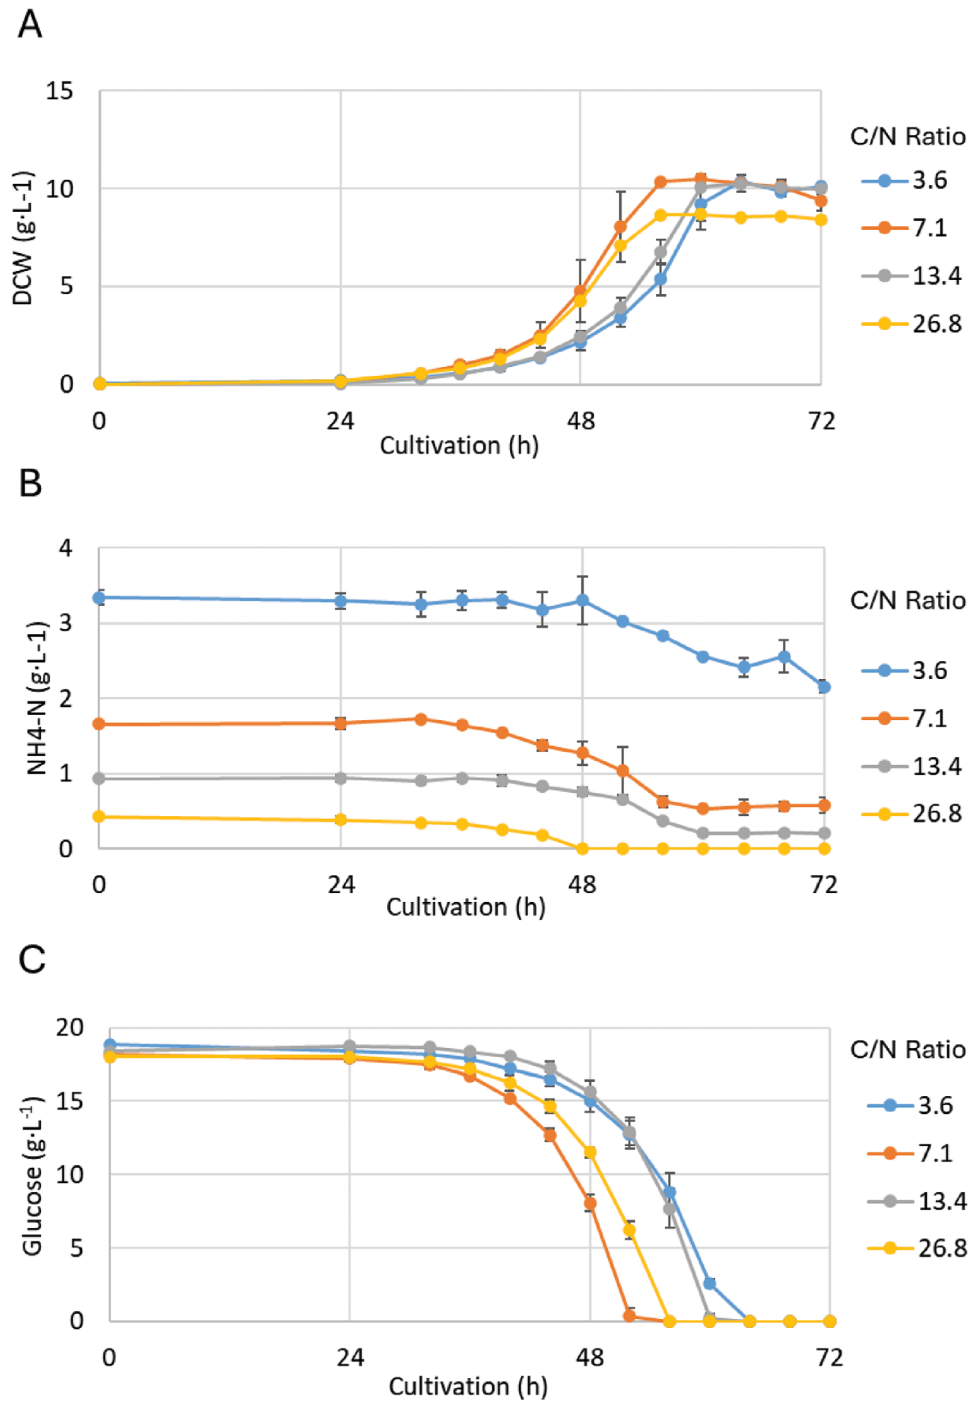 A
15
10
5
0
DCW (g·L-1)
0 24 48 72
Cultivation (h)
C/N Ratio
3.6
7.1
13.4
26.8
B
4
3
2
1
0
NH4-N (g·L-1)
0 24 48 72
Cultivation (h)
C/N Ratio
3.6
7.1
13.4
26.8
C
20
15
10
5
0
Glucose (g·L⁻¹)
0 24 48 72
Cultivation (h)
C/N Ratio
3.6
7.1
13.4
26.8